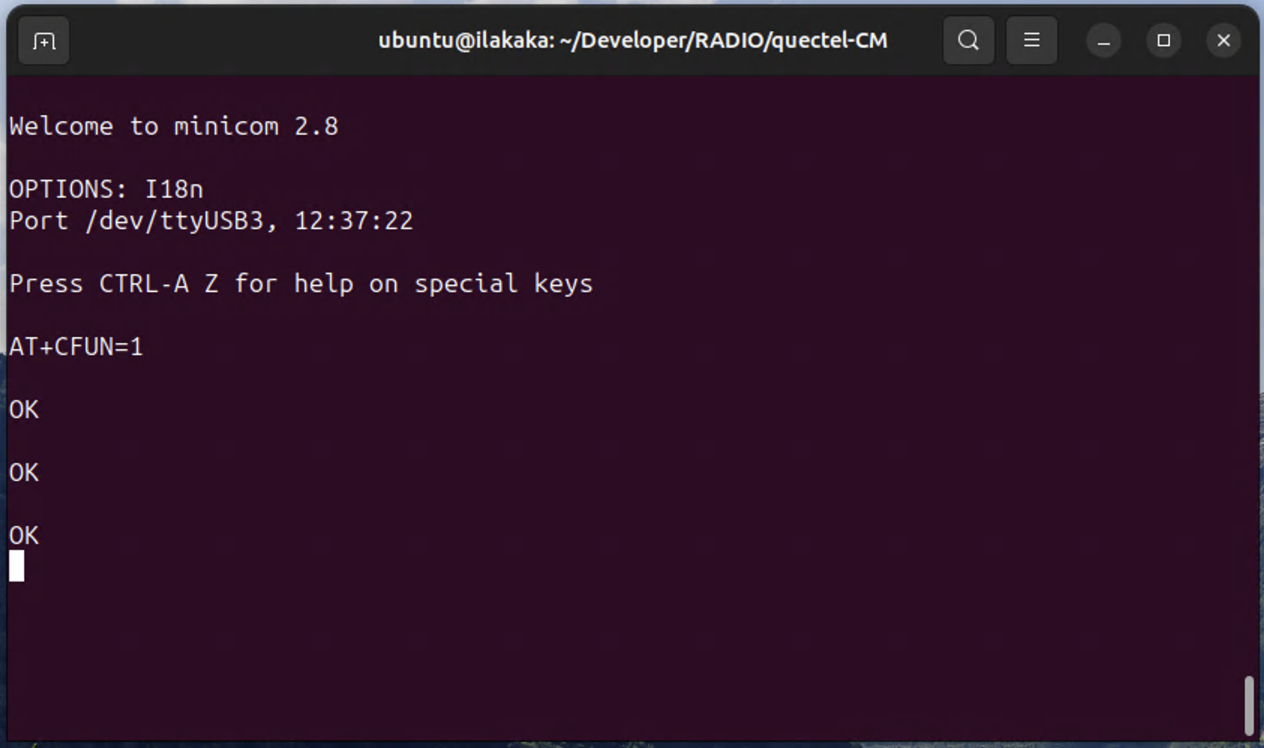 ubuntu@ilakaka: ~/Developer/RADIO/quectel-CM
Welcome to minicom 2.8
OPTIONS: I18n
Port /dev/ttyUSB3, 12:37:22
Press CTRL-A Z for help on special keys
AT+CFUN=1
OK
OK
OK